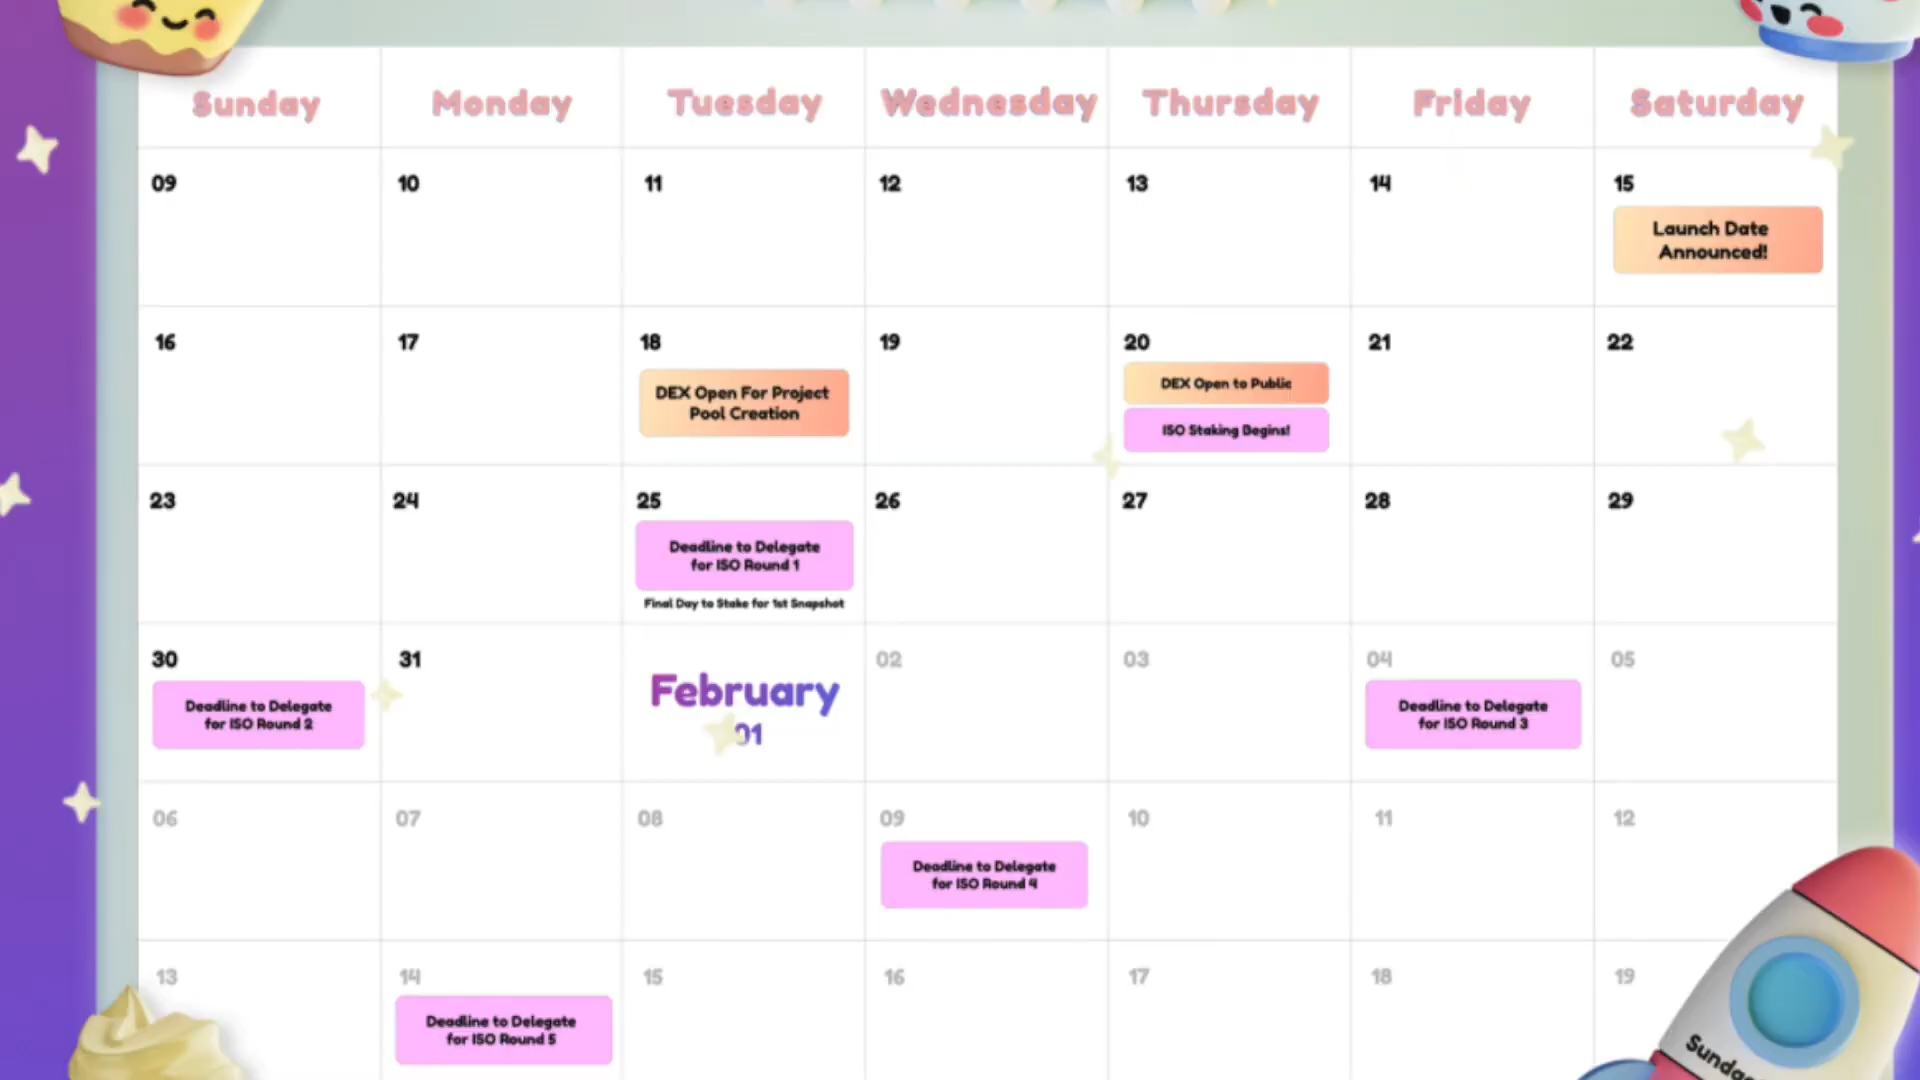 Sunday Monday Tuesday Wednesday Thursday Friday Saturday
09 10 11 12 13 14 15
Launch Date
Announced!
16 17 18 19 20 21 22
DEX Open For Project
Pool Creation
DEX Open to Public
ISO Staking Begins!
23 24 25 26 27 28 29
Deadline to Delegate
for ISO Round 1
Final Day to Stake for 1st Snapshot
30 31 February 02 03 04 05
01
Deadline to Delegate
for ISO Round 2
Deadline to Delegate
for ISO Round 3
06 07 08 09 10 11 12
Deadline to Delegate
for ISO Round 4
13 14 15 16 17 18 19
Deadline to Delegate
for ISO Round 5